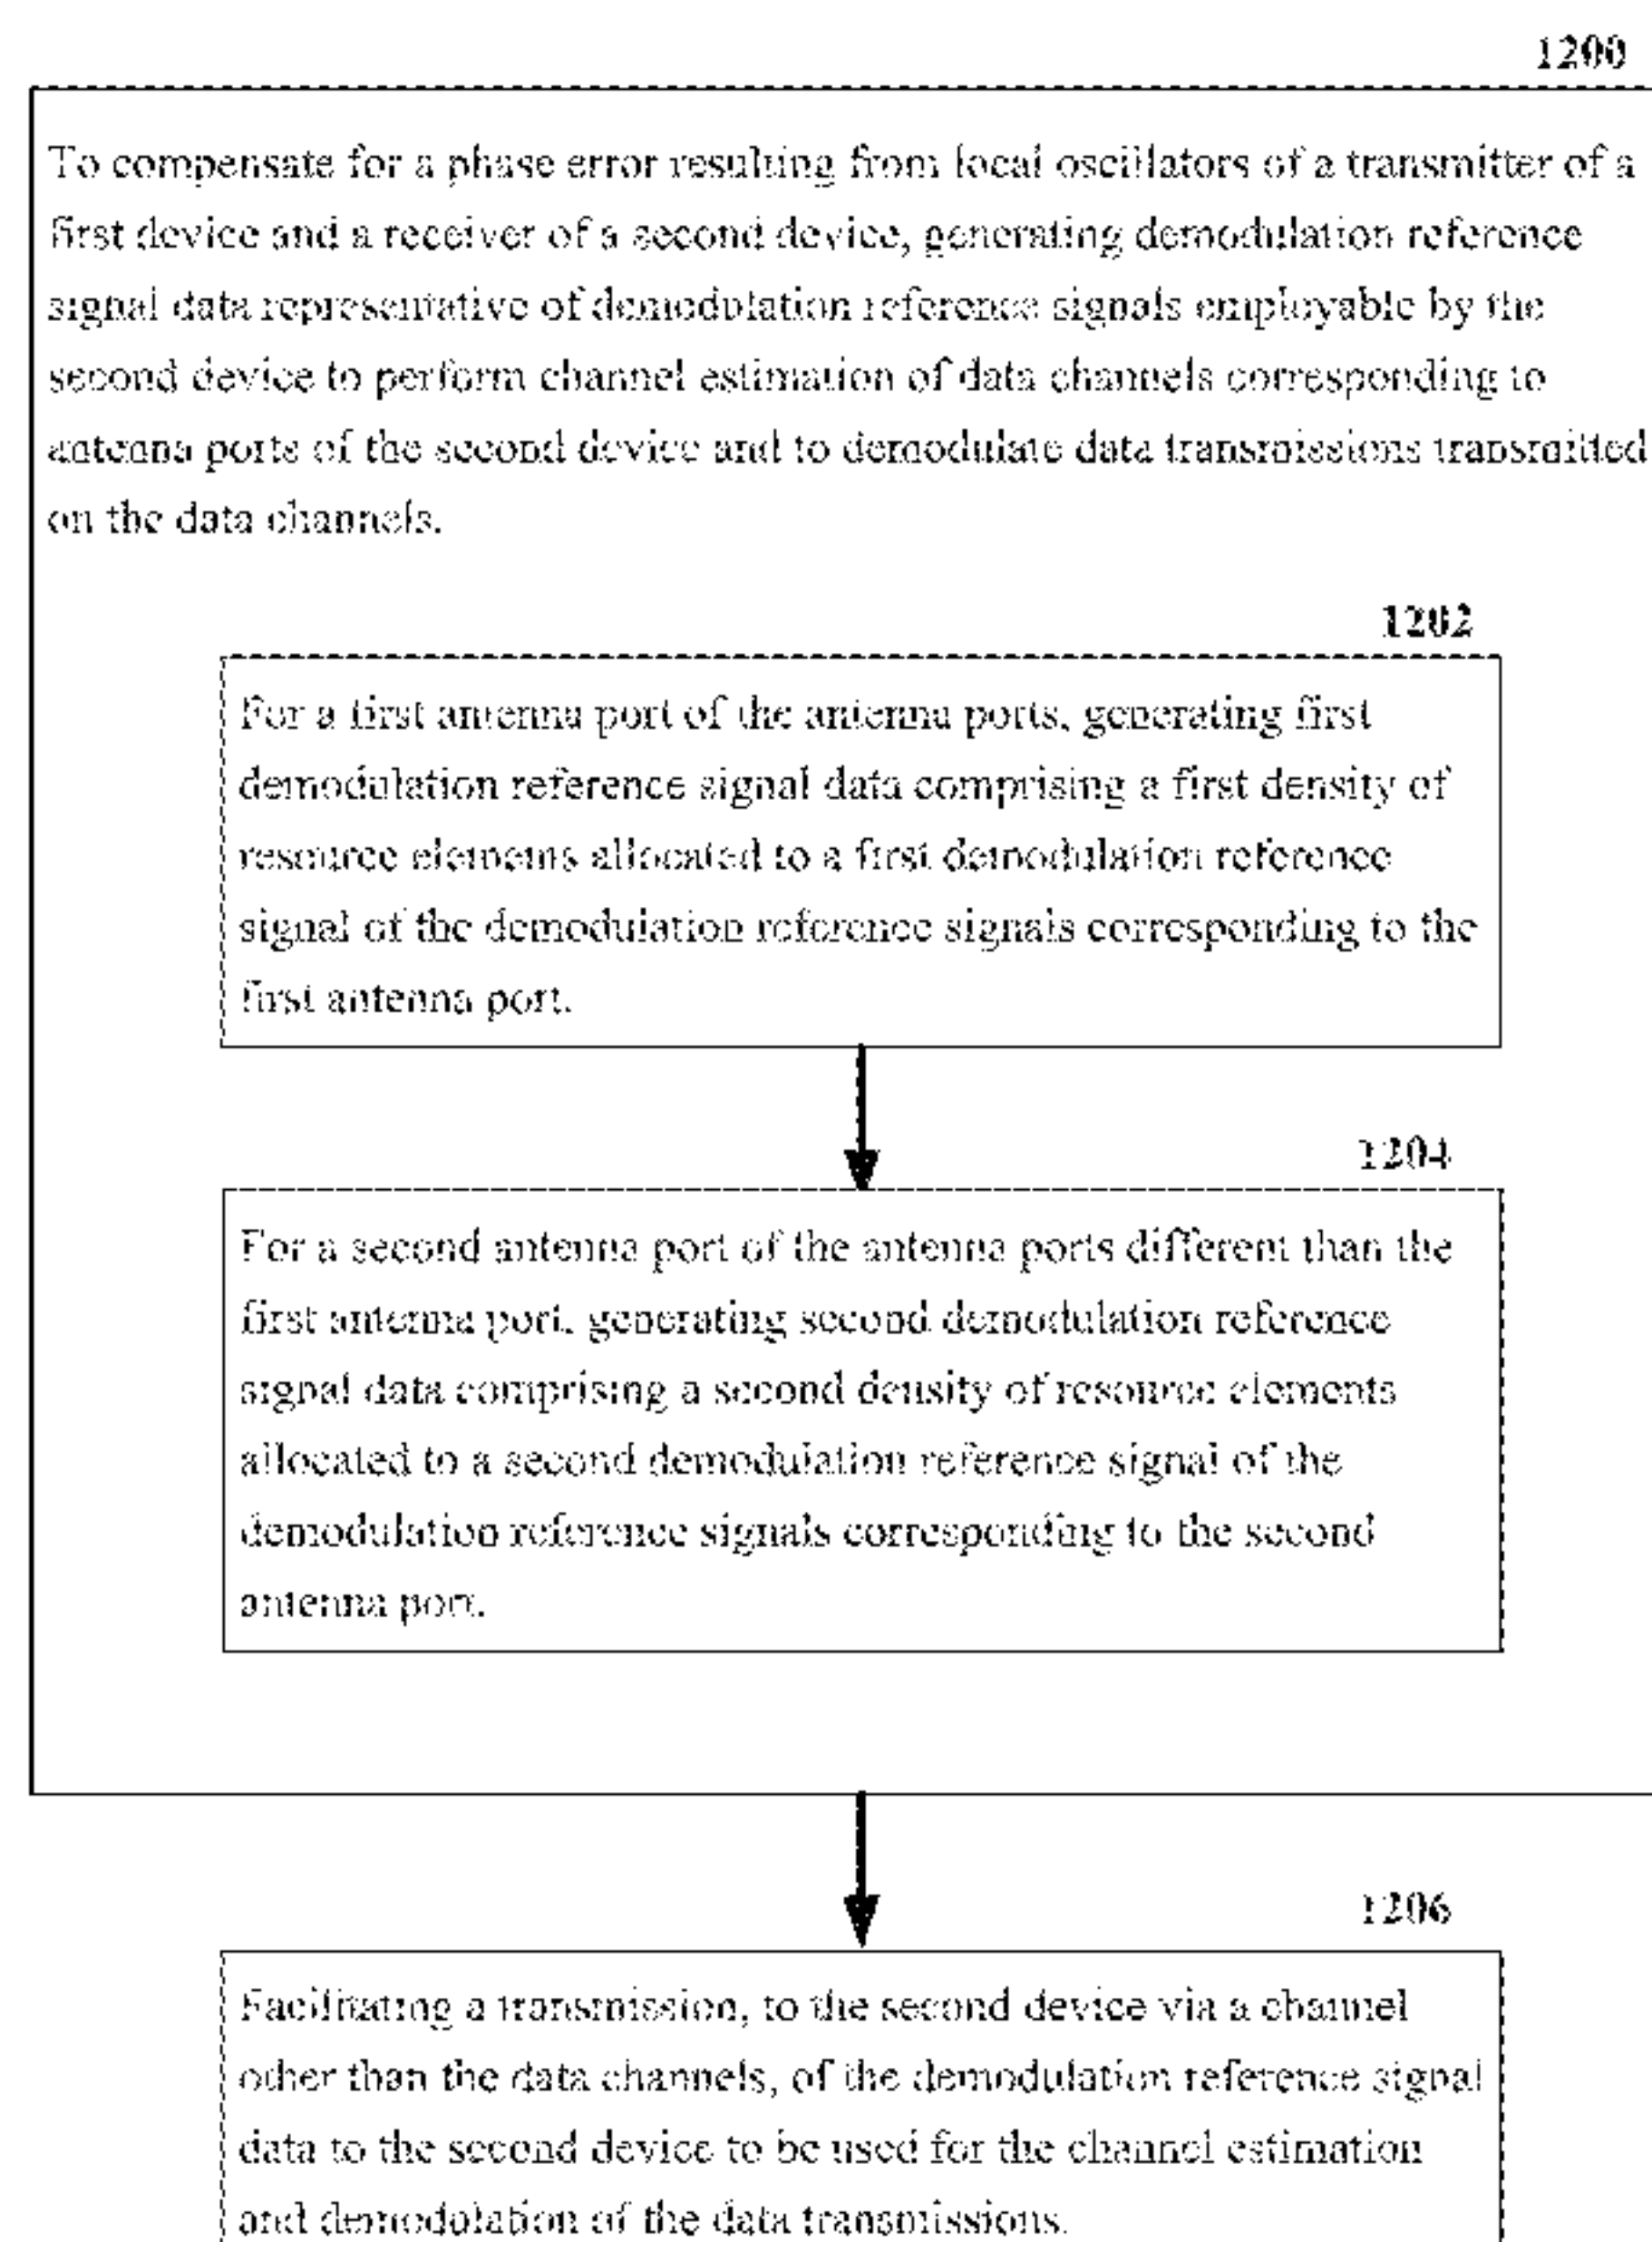 1200
To compensate for a phase error resulting from local oscillators of a transmitter of a
first device and a receiver of a second device, generating demodulation reference
signal data representative of demodulation reference signals employable by the
second device to perform channel estimation of data channels corresponding to
antenna ports of the second device and to demodulate data transmissions transmitted
on the data channels.
1202
For a first antenna port of the antenna ports, generating first
demodulation reference signal data comprising a first density of
resource elements allocated to a first demodulation reference
signal of the demodulation reference signals corresponding to the
first antenna port.
1204
For a second antenna port of the antenna ports different than the
first antenna port, generating second demodulation reference
signal data comprising a second density of resource elements
allocated to a second demodulation reference signal of the
demodulation reference signals corresponding to the second
antenna port.
1206
Facilitating a transmission, to the second device via a channel
other than the data channels, of the demodulation reference signal
data to the second device to be used for the channel estimation
and demodulation of the data transmissions.